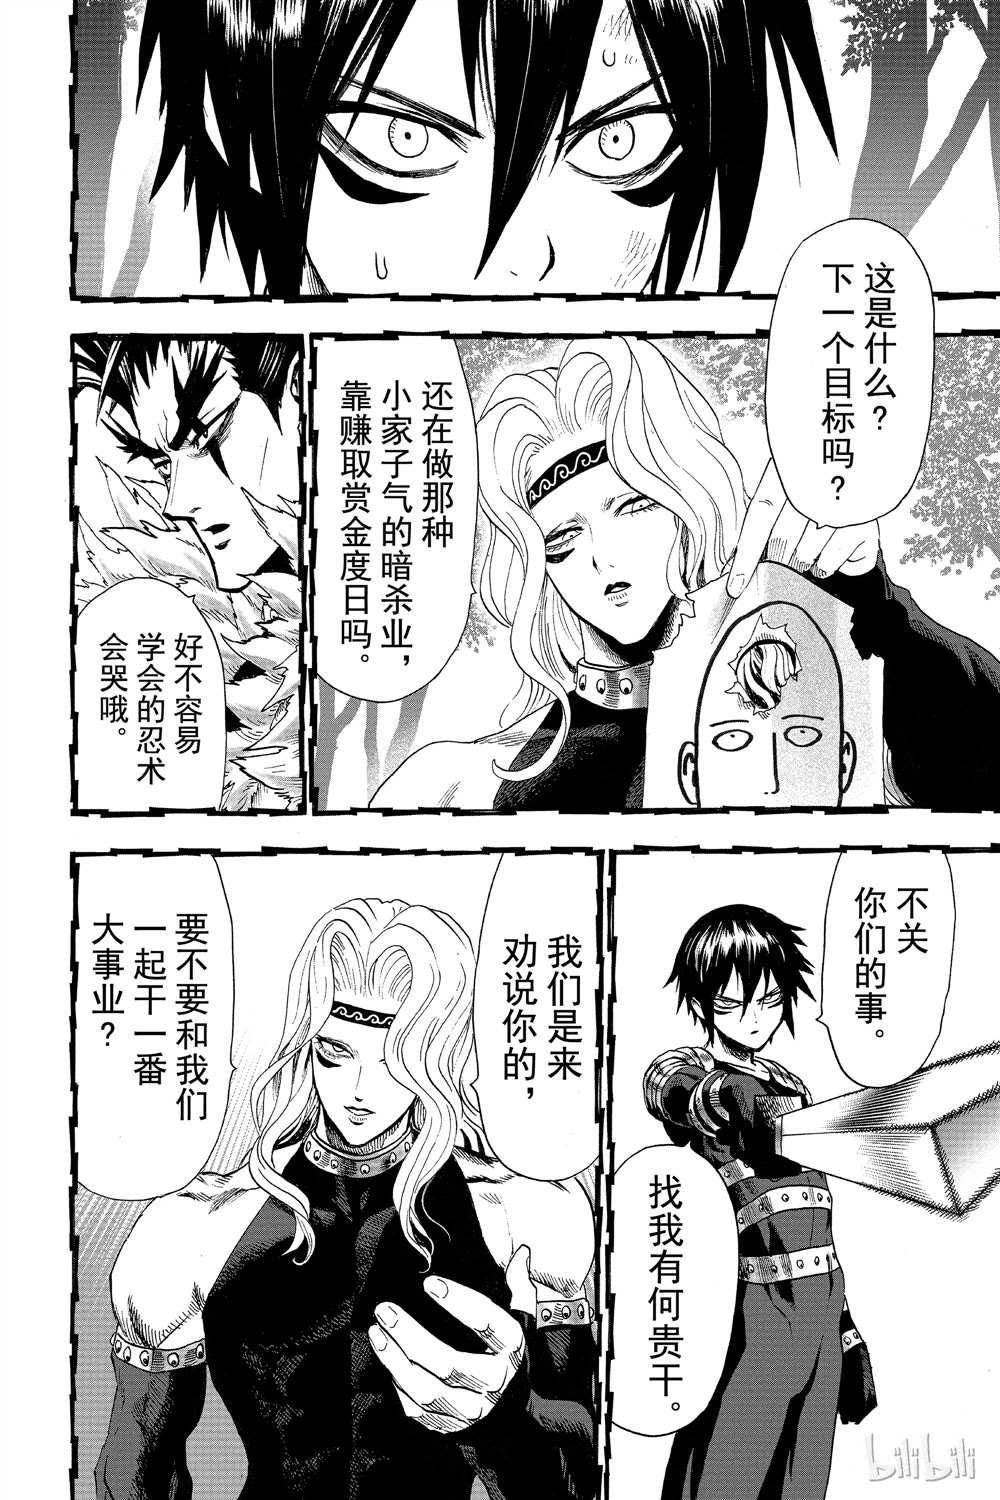 这是什么？
下一个目标吗？
还在做那种
小家子气的暗杀业，
靠赚取赏金度日吗。
好不容易
学会的忍术
会哭哦。
不关
你们的事。
找我有何贵干。
我们是来
劝说你的，
要不要和我们
一起干一番
大事业？
bilibili